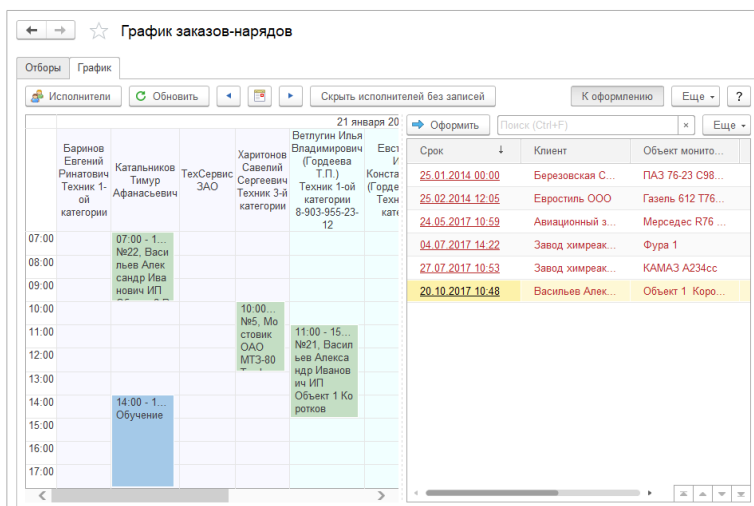 График заказов-нарядов
Отборы График
Исполнители Обновить Скрыть исполнителей без записей К оформлению Еще ?
21 января 20
Баринов
Евгений
Ринатович
Техник 1-
ой
категории
Катальников
Тимур
Афанасьевич
ТехСервис
ЗАО
Харитонов
Савелий
Сергеевич
Техник 3-й
категории
Ветлугин Илья
Владимирович
(Гордеева
Т.П.)
Техник 1-ой
категории
8-903-955-23-
12
Евст
И
Конста
(Горде
Техн
кате
07:00
08:00
09:00
10:00
11:00
12:00
13:00
14:00
15:00
16:00
17:00
07:00 - 1...
№22, Васи
льев Алек
сандр Ива
нович ИП
14:00 - 1...
Обучение
10:00...
№5, Мо
стовик
ОАО
МТЗ-80
11:00 - 15...
№21, Васил
ьев Алекса
ндр Иванов
ич ИП
Объект 1 Ко
ротков
Оформить Поиск (Ctrl+F) × Еще
Срок ↓ Клиент Объект монито...
25.01.2014 00:00 Березовская С... ПАЗ 76-23 С98...
25.02.2014 12:05 Евростиль ООО Газель 612 Т76...
24.05.2017 10:59 Авиационный з... Мерседес R76 ...
04.07.2017 14:22 Завод химреак... Фура 1
27.07.2017 10:53 Завод химреак... КАМАЗ А234сс
20.10.2017 10:48 Васильев Алек... Объект 1 Коро...